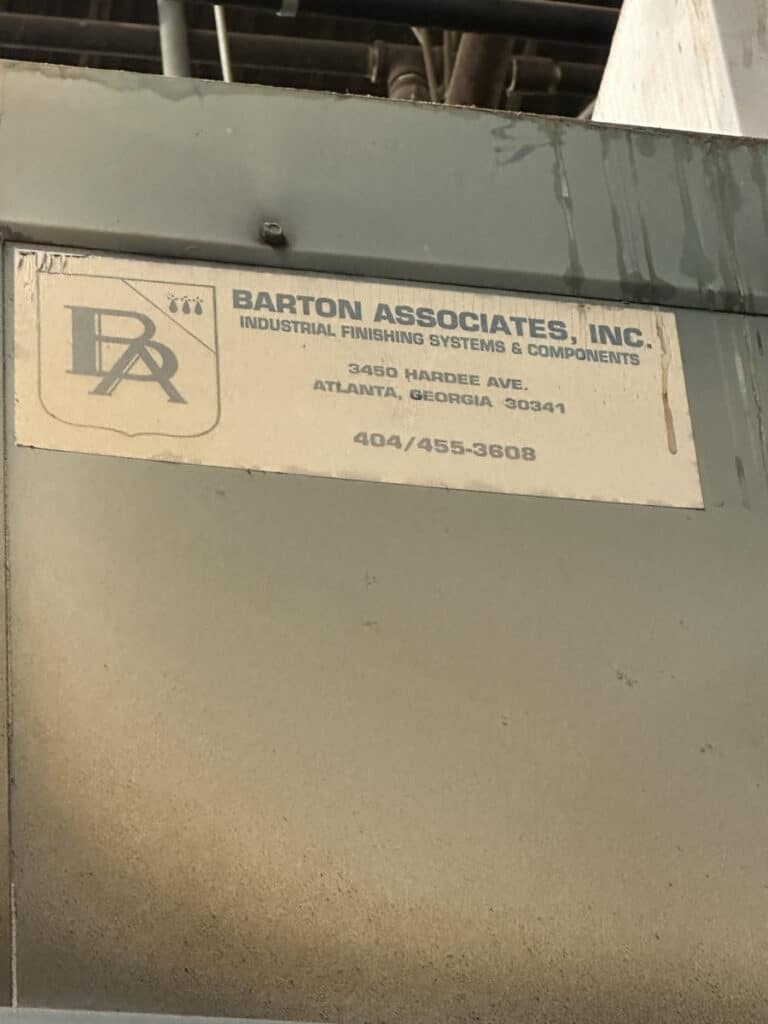 BA
BARTON ASSOCIATES, INC.
INDUSTRIAL FINISHING SYSTEMS & COMPONENTS
3450 HARDEE AVE.
ATLANTA, GEORGIA 30341
404/455-3608